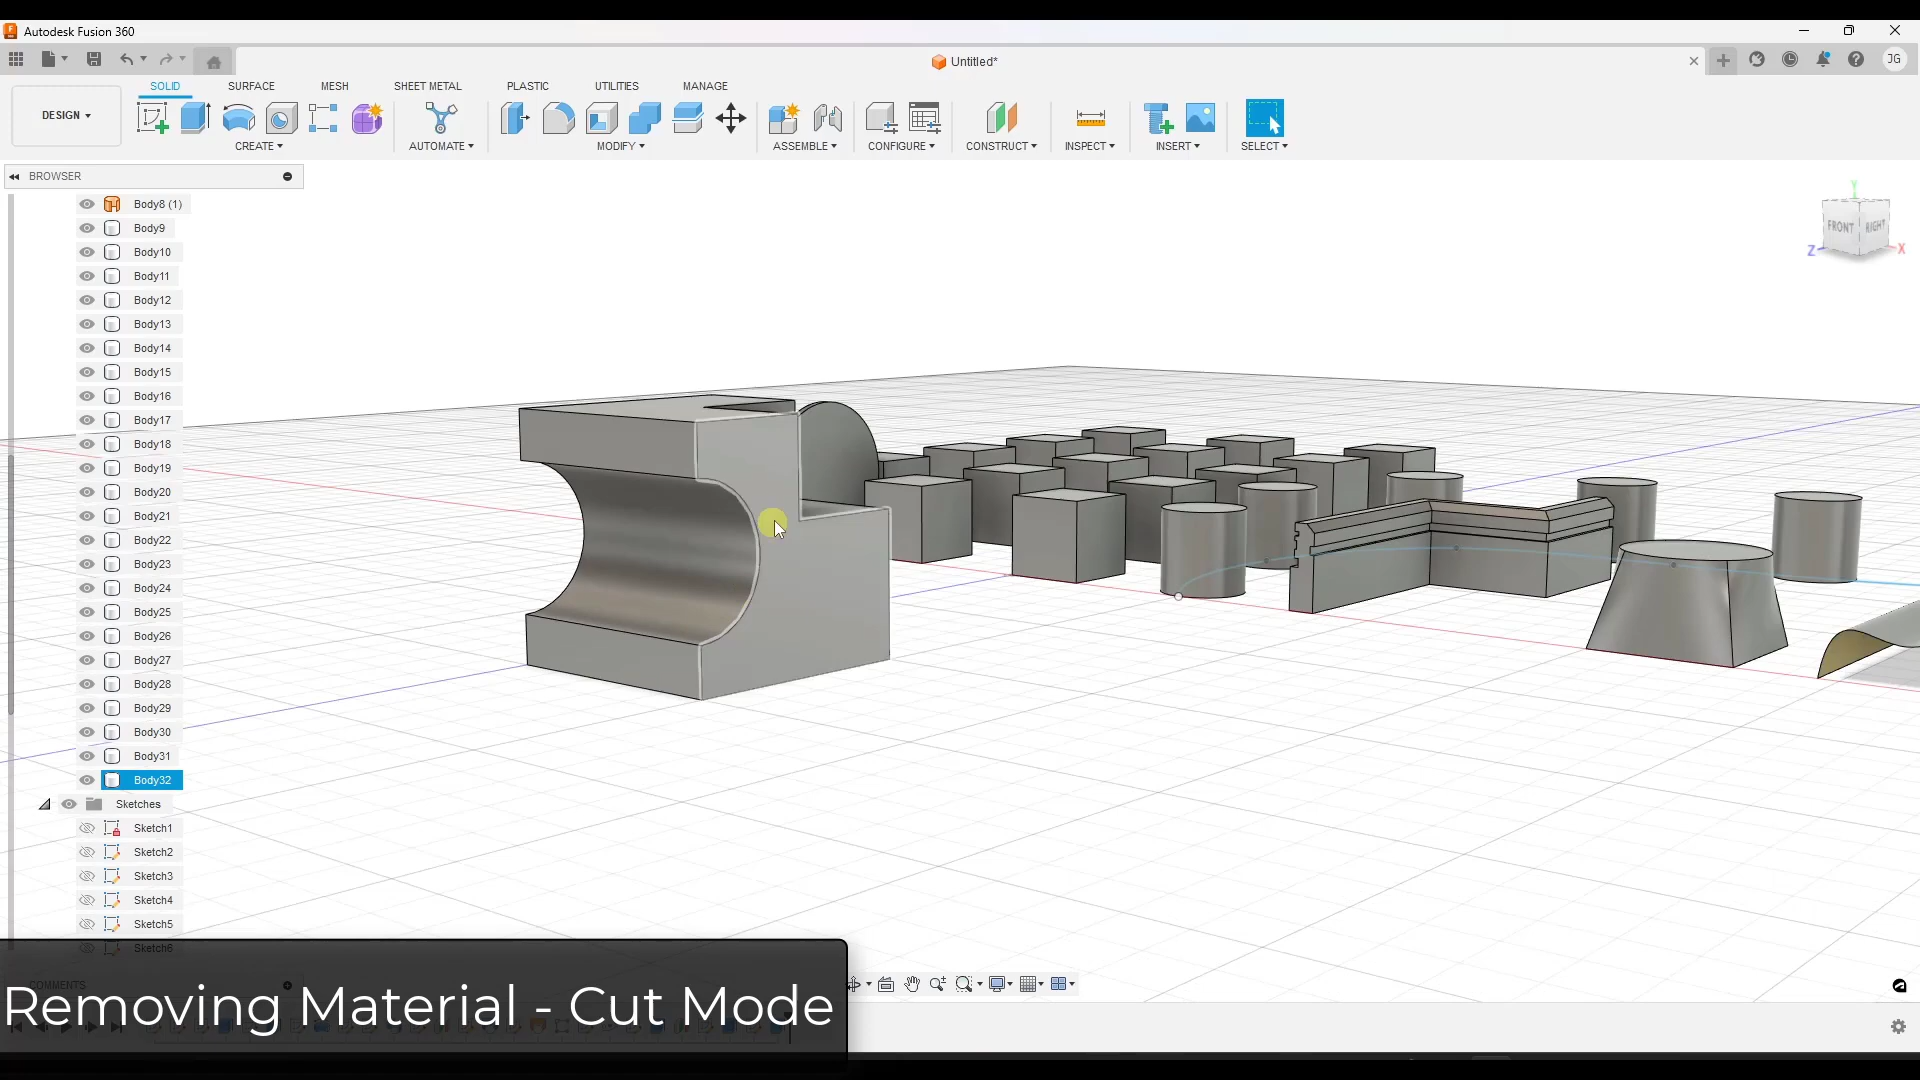 Autodesk Fusion 360
Untitled*
JG
SOLID SURFACE MESH SHEET METAL PLASTIC UTILITIES MANAGE
DESIGN
CREATE AUTOMATE MODIFY ASSEMBLE CONFIGURE CONSTRUCT INSPECT INSERT SELECT
BROWSER
Body8 (1)
Body9
Body10
Body11
Body12
Body13
Body14
Body15
Body16
Body17
Body18
Body19
Body20
Body21
Body22
Body23
Body24
Body25
Body26
Body27
Body28
Body29
Body30
Body31
Body32
Sketches
Sketch1
Sketch2
Sketch3
Sketch4
Sketch5
Sketch6
COMMENTS
Y
FRONT RIGHT
Z X
Removing Material - Cut Mode